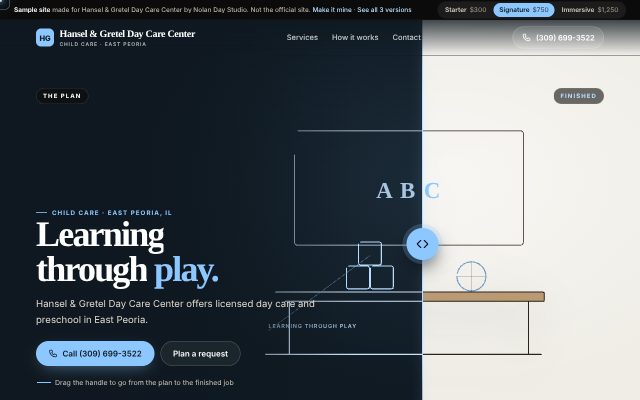 Sample site made for Hansel & Gretel Day Care Center by Nolan Day Studio. Not the official site. Make it mine · See all 3 versions
Starter $300 Signature $750 Immersive $1,250
HG Hansel & Gretel Day Care Center
CHILD CARE · EAST PEORIA
Services How it works Contact
(309) 699-3522
THE PLAN
FINISHED
A B C
CHILD CARE · EAST PEORIA, IL
Learning
through play.
Hansel & Gretel Day Care Center offers licensed day care and
preschool in East Peoria.
LEARNING THROUGH PLAY
Call (309) 699-3522 Plan a request
Drag the handle to go from the plan to the finished job